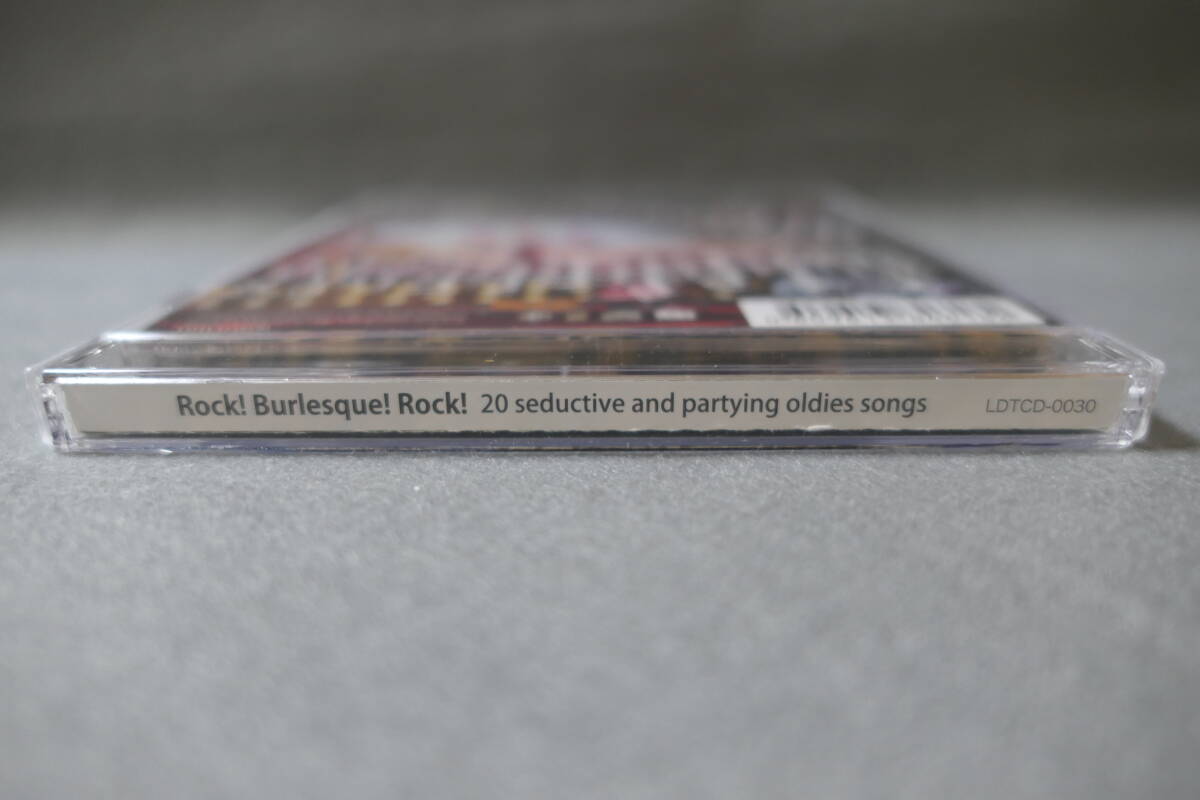 Rock! Burlesque! Rock! 20 seductive and partying oldies songs LDTCD-0030